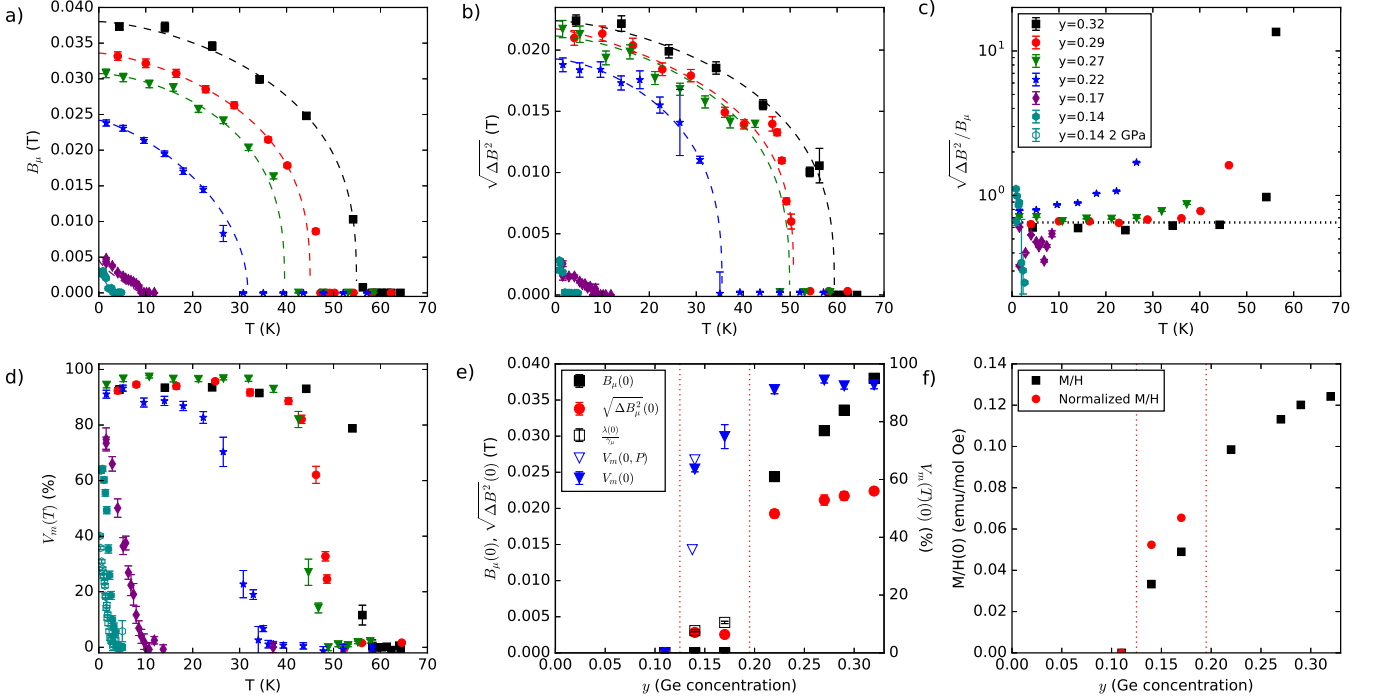 a)
0.040
0.035
0.030
0.025
0.020
0.015
0.010
0.005
0.000
B_μ (T)
0 10 20 30 40 50 60 70
T (K)
b)
0.020
0.015
0.010
0.005
0.000
√ΔB² (T)
0 10 20 30 40 50 60 70
T (K)
c)
10¹
10⁰
√ΔB²/B_μ
y=0.32
y=0.29
y=0.27
y=0.22
y=0.17
y=0.14
y=0.14 2 GPa
0 10 20 30 40 50 60 70
T (K)
d)
100
80
60
40
20
0
V_m(T) (%)
0 10 20 30 40 50 60 70
T (K)
e)
0.040
0.035
0.030
0.025
0.020
0.015
0.010
0.005
0.000
B_μ(0), √ΔB²(0) (T)
B_μ(0)
√ΔB²_μ(0)
λ(0)/γ_μ
V_m(0, P)
V_m(0)
100
80
60
40
20
0
V_m(T)(0) (%)
0.00 0.05 0.10 0.15 0.20 0.25 0.30
y (Ge concentration)
f)
0.14
0.12
0.10
0.08
0.06
0.04
0.02
0.00
M/H(0) (emu/mol Oe)
M/H
Normalized M/H
0.00 0.05 0.10 0.15 0.20 0.25 0.30
y (Ge concentration)